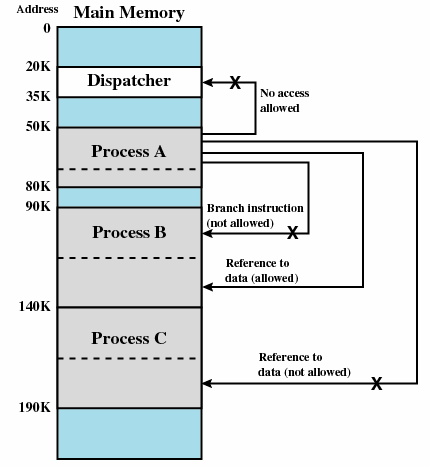 Address
Main Memory
0
20K
Dispatcher
X
35K
No access
allowed
50K
Process A
80K
90K
Branch instruction
(not allowed)
X
Process B
Reference to
data (allowed)
140K
Process C
Reference to
data (not allowed)
X
190K